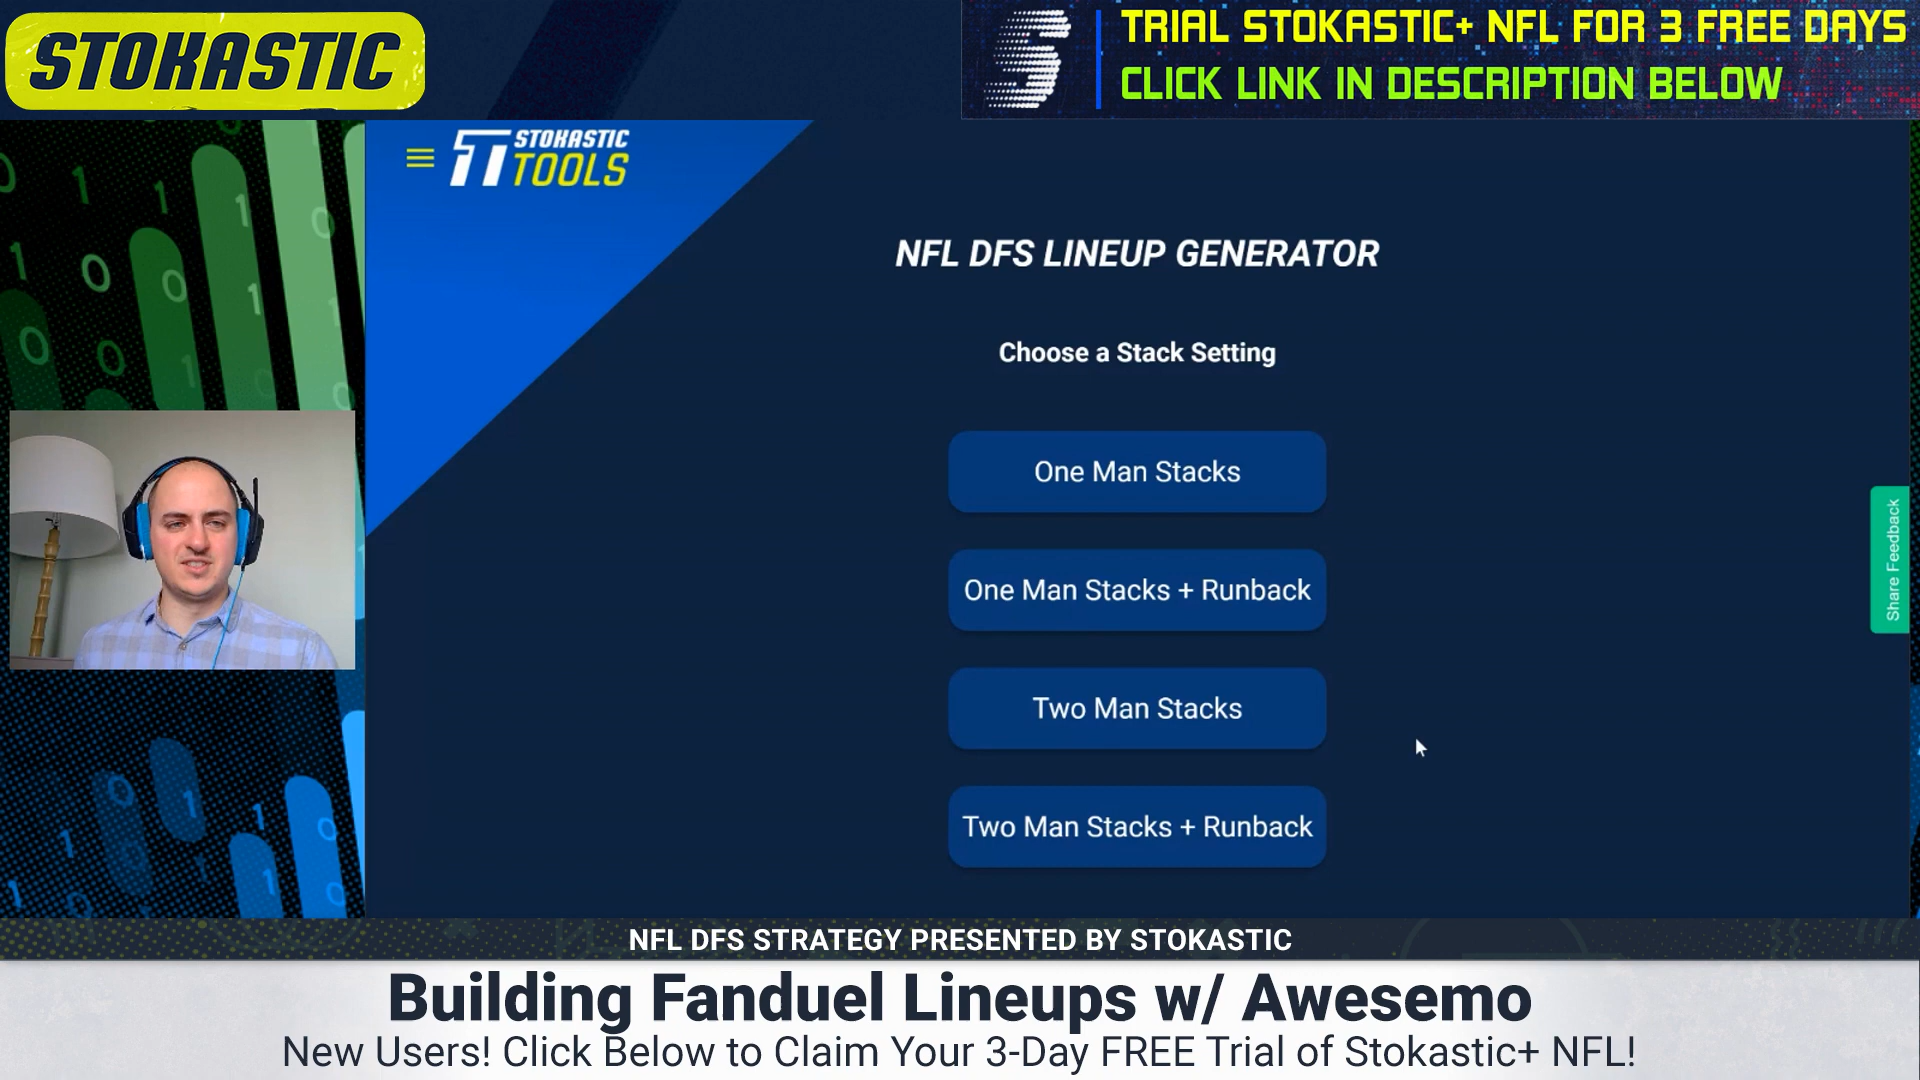 STOKASTIC
TRIAL STOKASTIC+ NFL FOR 3 FREE DAYS
CLICK LINK IN DESCRIPTION BELOW
STOKASTIC
TOOLS
NFL DFS LINEUP GENERATOR
Choose a Stack Setting
One Man Stacks
One Man Stacks + Runback
Two Man Stacks
Two Man Stacks + Runback
Share Feedback
NFL DFS STRATEGY PRESENTED BY STOKASTIC
Building Fanduel Lineups w/ Awesemo
New Users! Click Below to Claim Your 3-Day FREE Trial of Stokastic+ NFL!